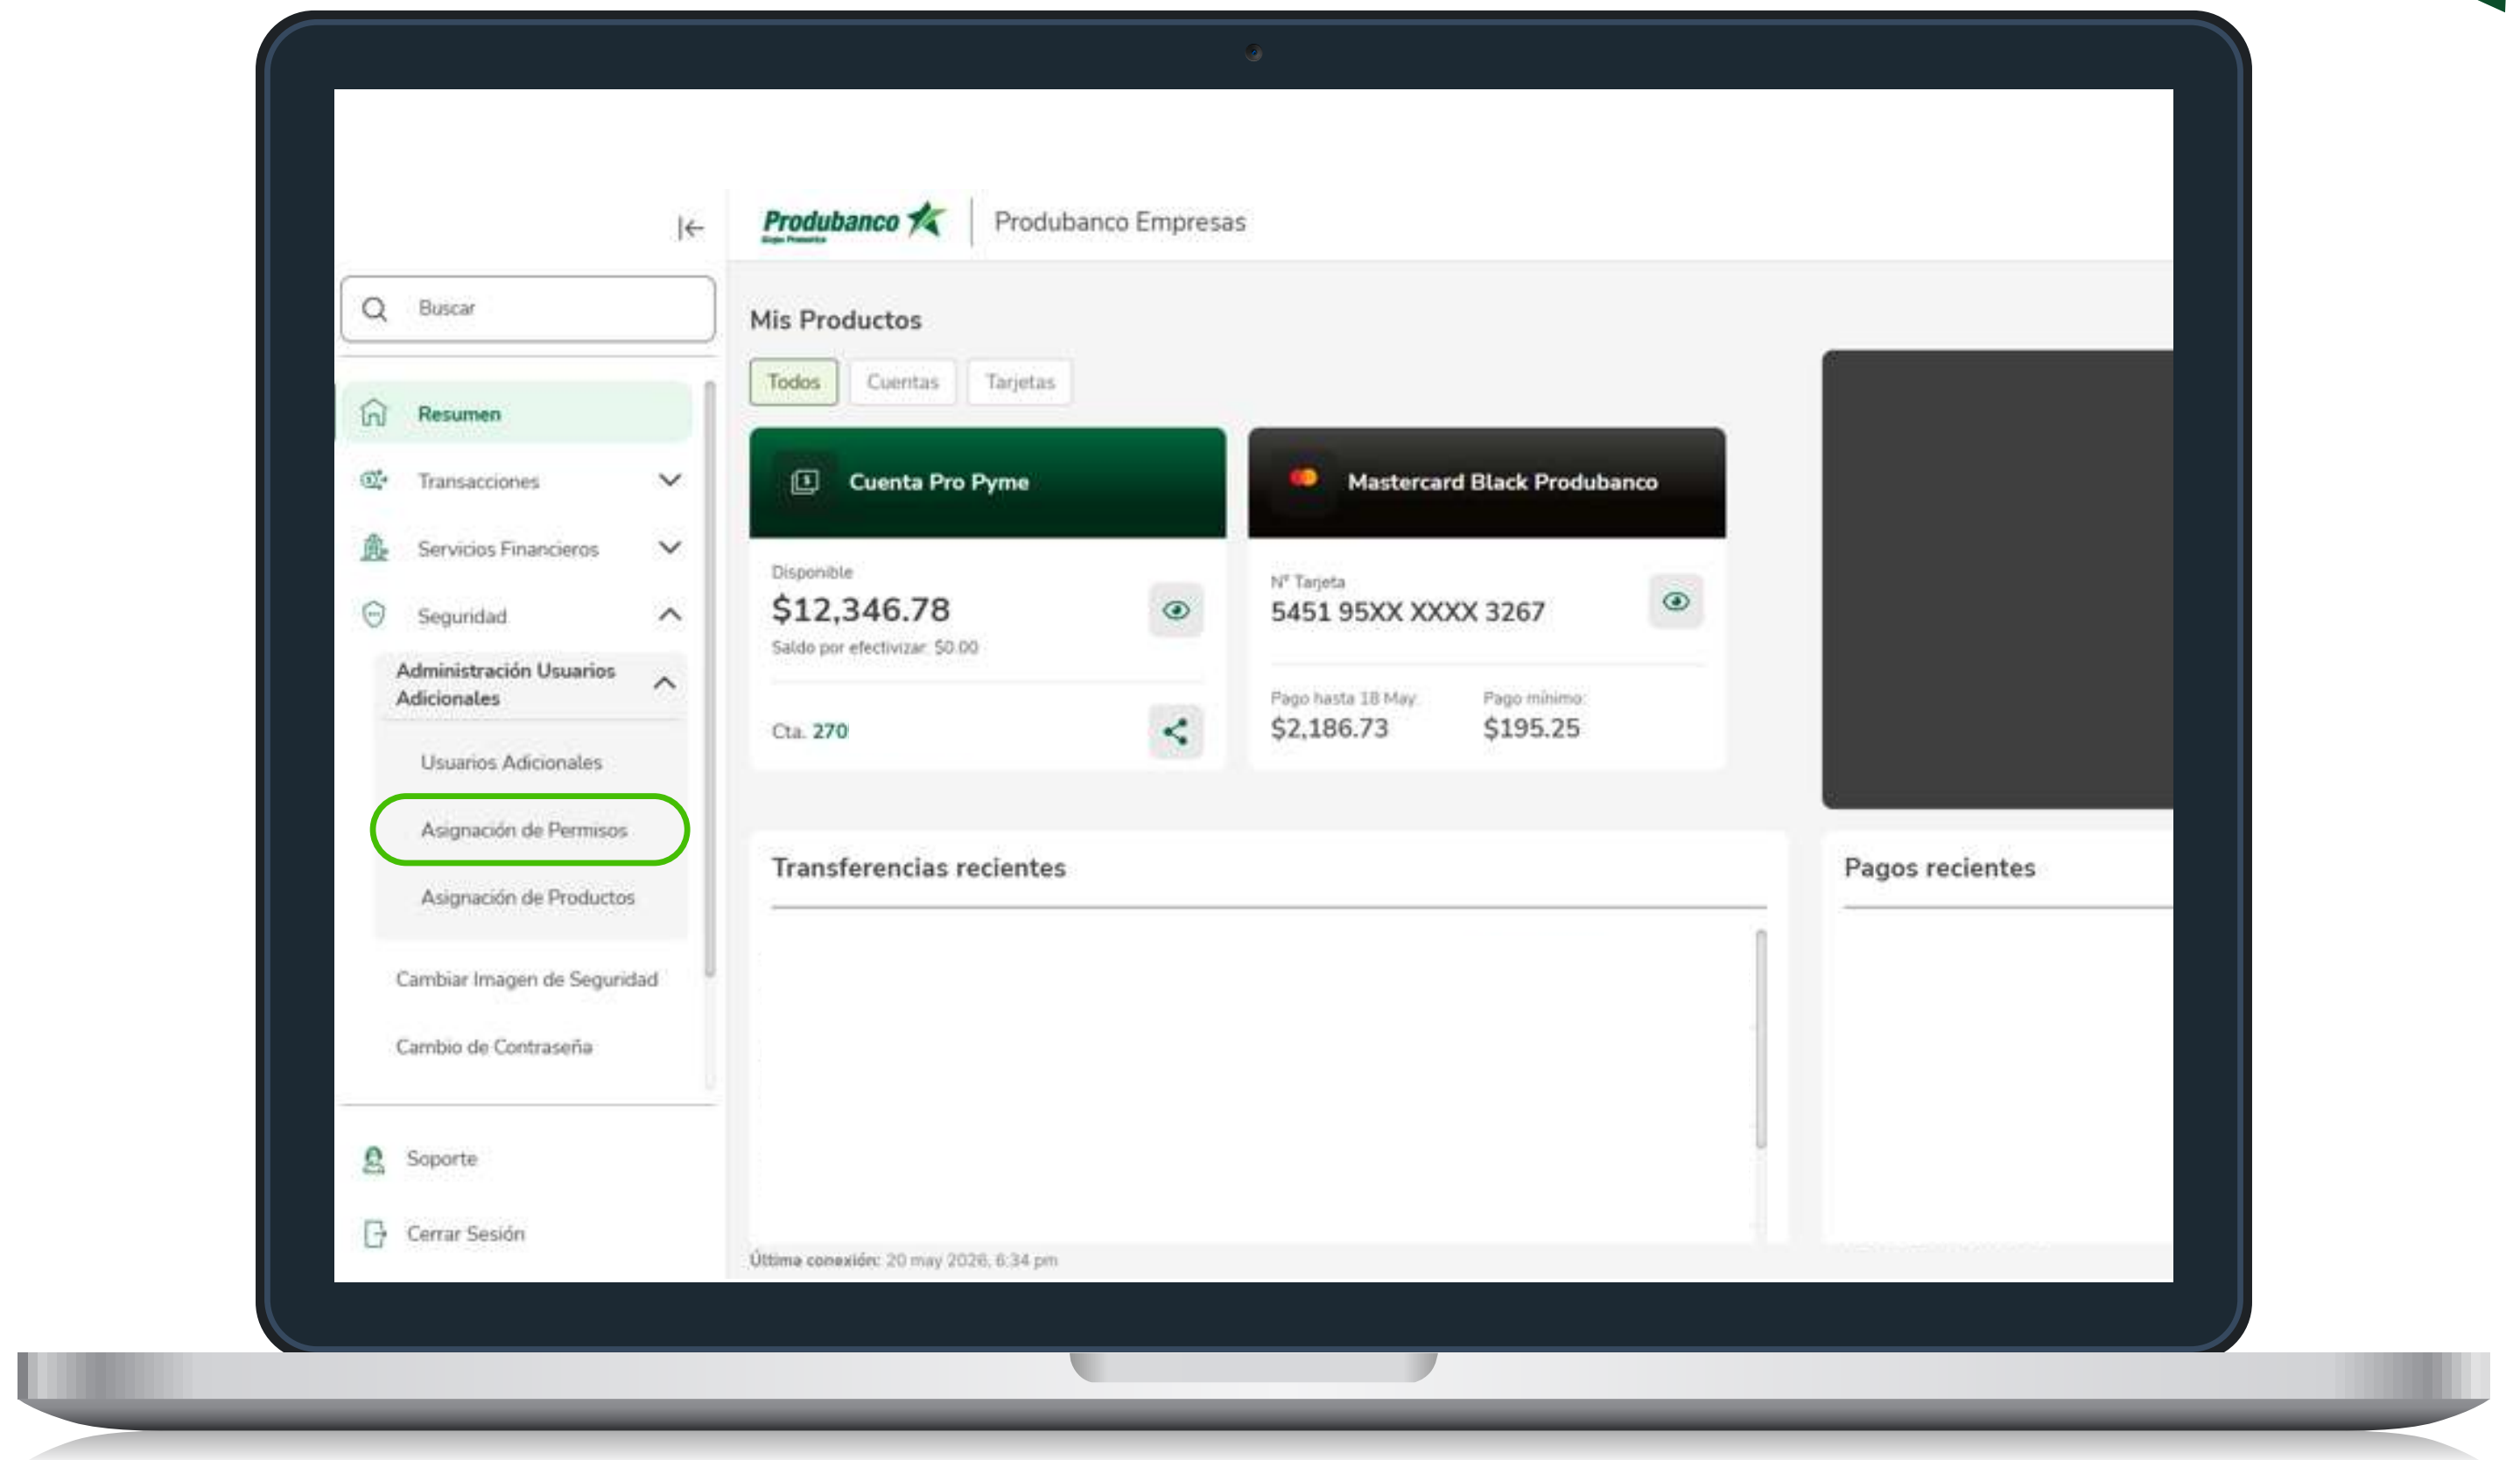 Produbanco
Grupo Promerica
Produbanco Empresas
Buscar
Resumen
Transacciones
Servicios Financieros
Seguridad
Administración Usuarios
Adicionales
Usuarios Adicionales
Asignación de Permisos
Asignación de Productos
Cambiar Imagen de Seguridad
Cambio de Contraseña
Soporte
Cerrar Sesión
Mis Productos
Todos
Cuentas
Tarjetas
Cuenta Pro Pyme
Disponible
$12,346.78
Saldo por efectivizar: $0.00
Cta. 270
Mastercard Black Produbanco
N° Tarjeta
5451 95XX XXXX 3267
Pago hasta 18 May:
$2,186.73
Pago mínimo:
$195.25
Transferencias recientes
Pagos recientes
Última conexión: 20 may 2026, 6:34 pm